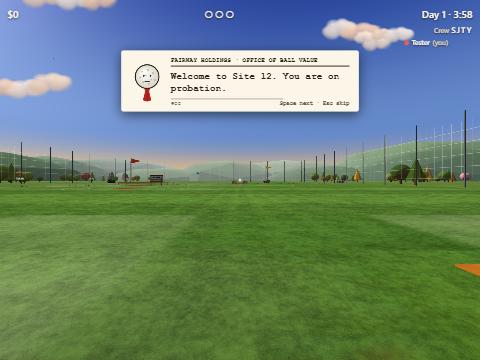 $0
Day 1 · 3:58
Crew SJTY
Tester (you)
FAIRWAY HOLDINGS · OFFICE OF BALL VALUE
Welcome to Site 12. You are on
probation.
Space next · Esc skip